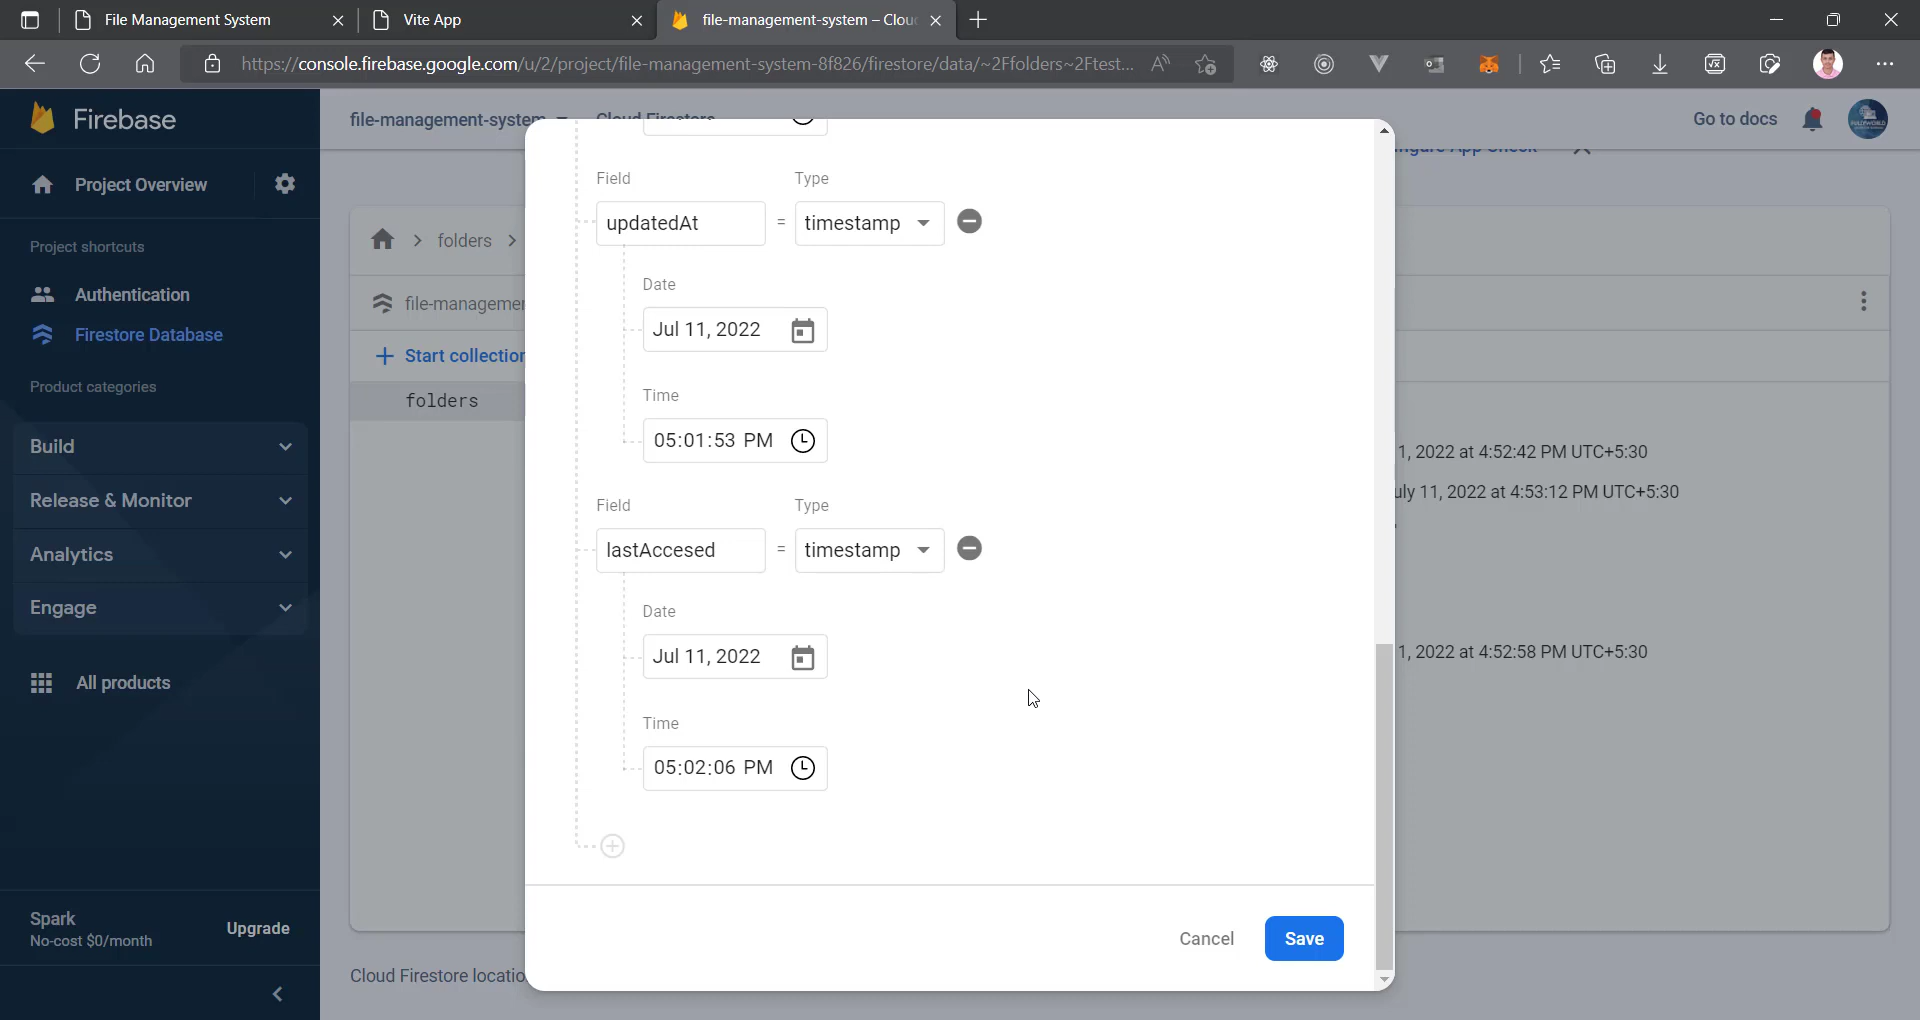 File Management System
Vite App
file-management-system – Clou
https://console.firebase.google.com/u/2/project/file-management-system-8f826/firestore/data/~2Ffolders~2Ftest...
Firebase
file-management-system
Cloud Firestore
Go to docs
Project Overview
Project shortcuts
Authentication
Firestore Database
Product categories
Build
Release & Monitor
Analytics
Engage
All products
Spark
No-cost $0/month
Upgrade
folders
file-managemen
Start collection
folders
Cloud Firestore locatio
Field
Type
updatedAt
=
timestamp
Date
Jul 11, 2022
Time
05:01:53 PM
Field
Type
lastAccesed
=
timestamp
Date
Jul 11, 2022
Time
05:02:06 PM
Cancel
Save
1, 2022 at 4:52:42 PM UTC+5:30
uly 11, 2022 at 4:53:12 PM UTC+5:30
1, 2022 at 4:52:58 PM UTC+5:30